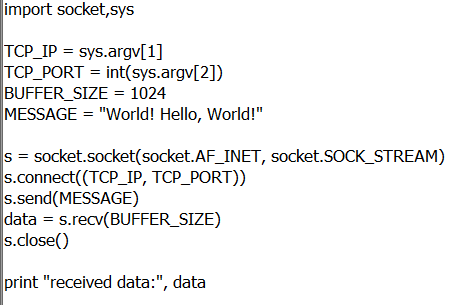 import socket,sys
TCP_IP = sys.argv[1]
TCP_PORT = int(sys.argv[2])
BUFFER_SIZE = 1024
MESSAGE = "World! Hello, World!"
s = socket.socket(socket.AF_INET, socket.SOCK_STREAM)
s.connect((TCP_IP, TCP_PORT))
s.send(MESSAGE)
data = s.recv(BUFFER_SIZE)
s.close()
print "received data:", data